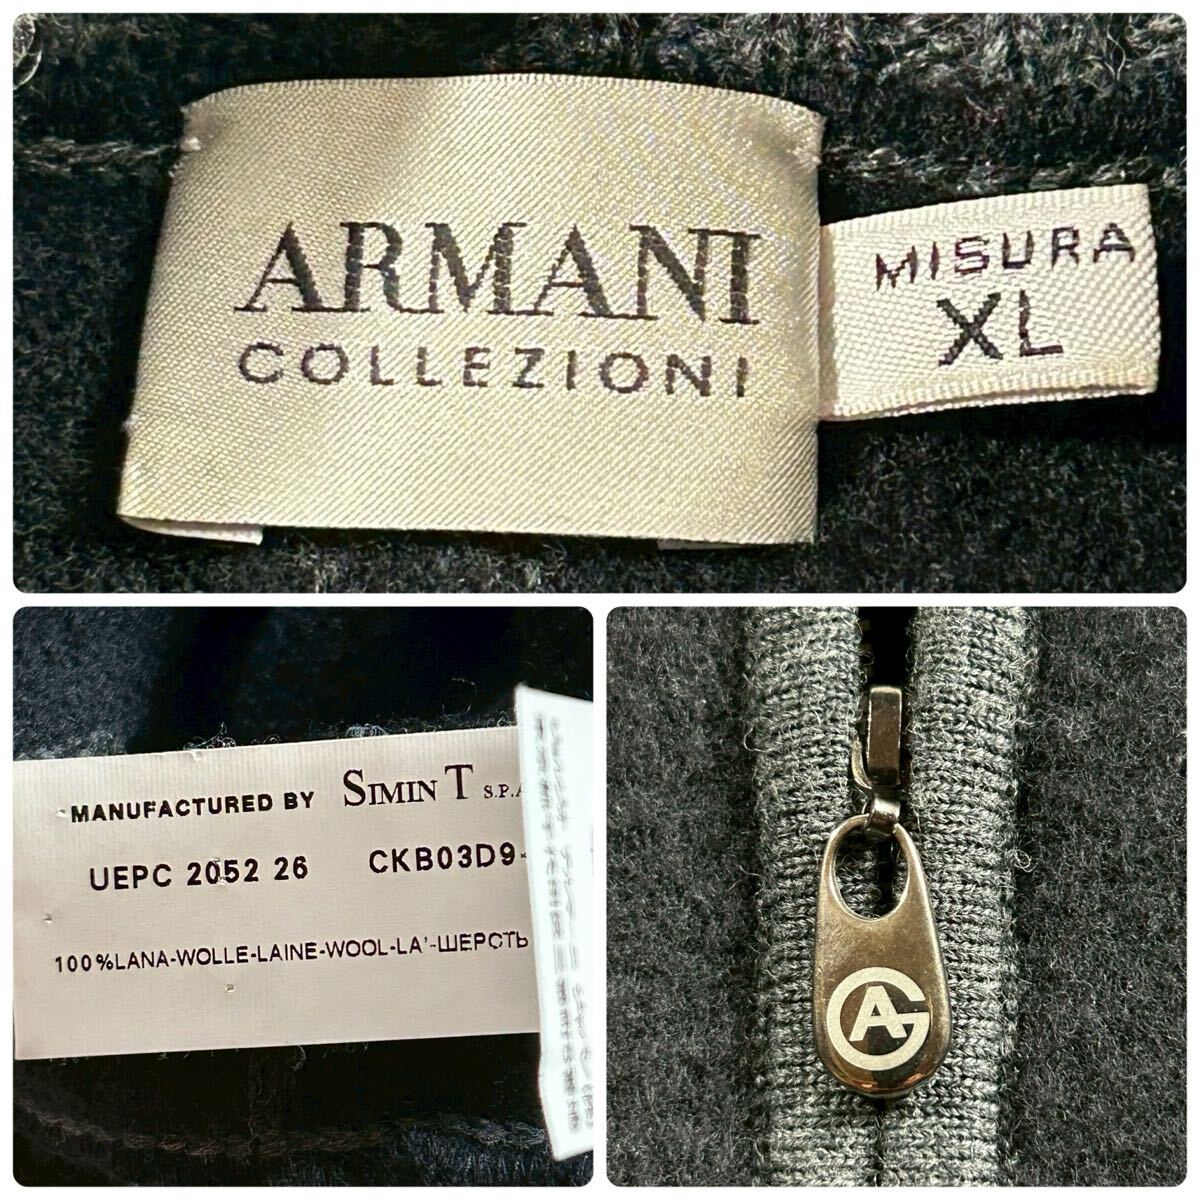 ARMANI
COLLEZIONI
MISURA
XL
MANUFACTURED BY SIMIN T S.P.A
UEPC 2052 26 CKB03D9-
100%LANA-WOLLE-LAINE-WOOL-LA'-ШЕРСТЬ
GA